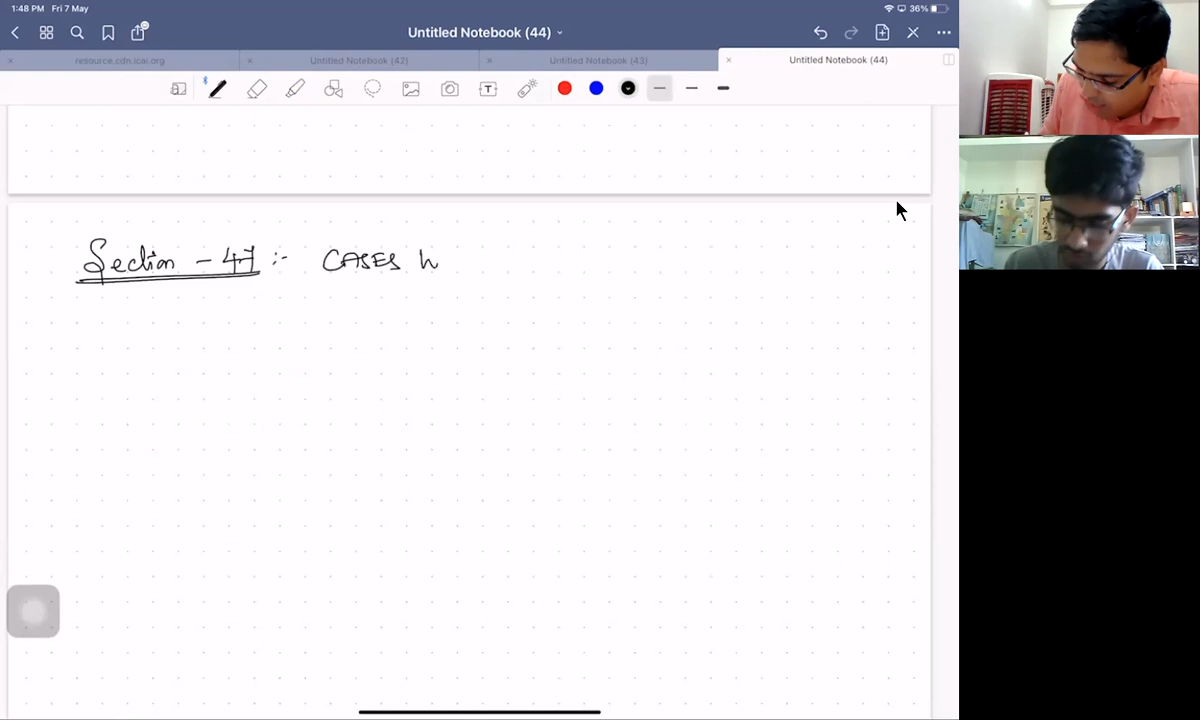 1:48 PM Fri 7 May
36%
Untitled Notebook (44)
resource.cdn.icai.org
Untitled Notebook (42)
Untitled Notebook (43)
Untitled Notebook (44)
T
Section - 47 :- CASES W